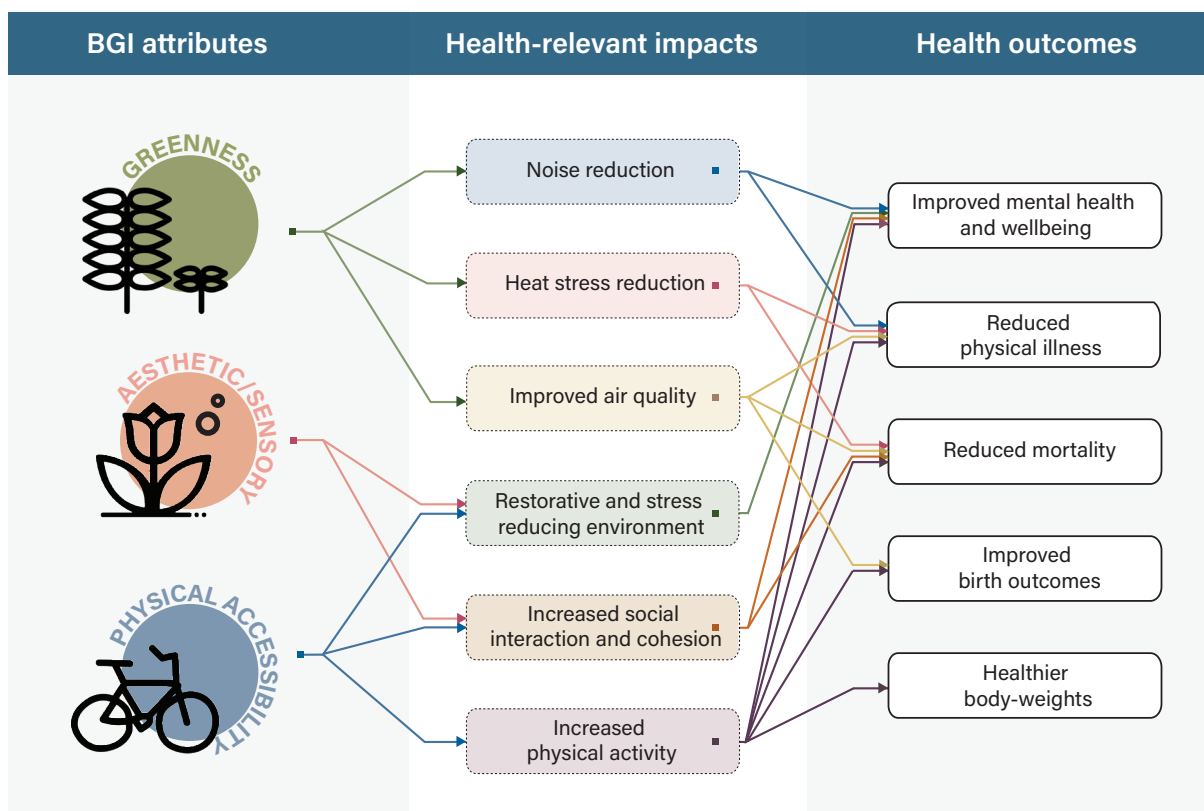 BGI attributes
Health-relevant impacts
Health outcomes
GREENNESS
AESTHETIC/SENSORY
PHYSICAL ACCESSIBILITY
Noise reduction
Heat stress reduction
Improved air quality
Restorative and stress
reducing environment
Increased social
interaction and cohesion
Increased
physical activity
Improved mental health
and wellbeing
Reduced
physical illness
Reduced mortality
Improved
birth outcomes
Healthier
body-weights